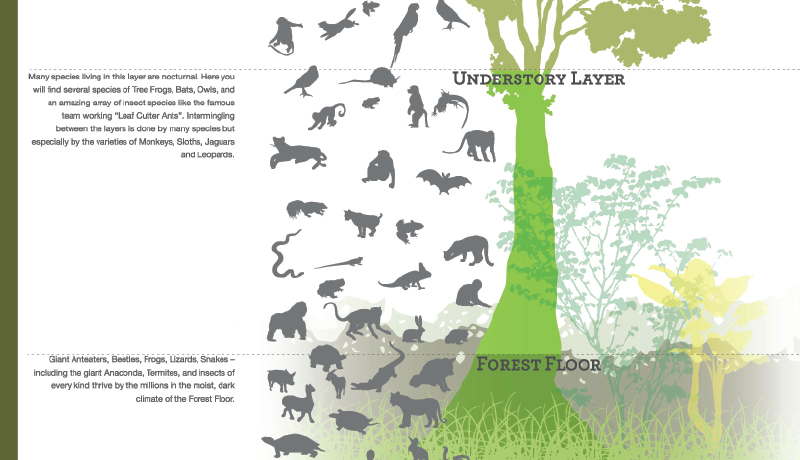 Many species living in this layer are nocturnal. Here you
will find several species of Tree Frogs, Bats, Owls, and
an amazing array of insect species like the famous
team working "Leaf Cutter Ants". Intermingling
between the layers is done by many species but
especially by the varieties of Monkeys, Sloths, Jaguars
and Leopards.
Understory Layer
Giant Anteaters, Beetles, Frogs, Lizards, Snakes –
including the giant Anaconda, Termites, and insects of
every kind thrive by the millions in the moist, dark
climate of the Forest Floor.
Forest Floor